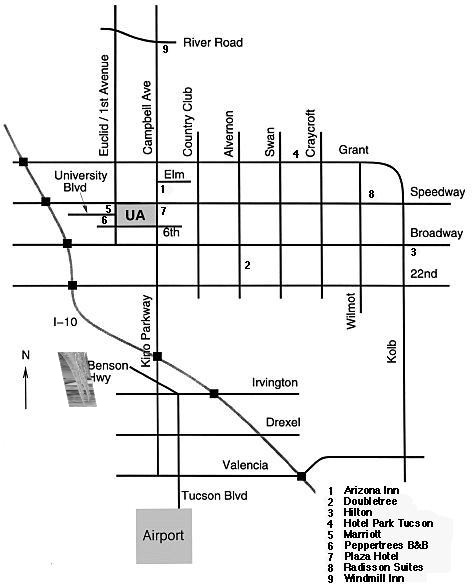 9 River Road
Euclid / 1st Avenue
Campbell Ave
Country Club
Alvernon
Swan
Craycroft
4 Grant
University
Blvd
Elm
1
8 Speedway
5 UA 7
6 6th
Broadway
3
2
22nd
I-10
Kino Parkway
Wilmot
Kolb
N
Benson
Hwy
Irvington
Drexel
Valencia
Tucson Blvd
Airport
1 Arizona Inn
2 Doubletree
3 Hilton
4 Hotel Park Tucson
5 Marriott
6 Peppertrees B&B
7 Plaza Hotel
8 Radisson Suites
9 Windmill Inn